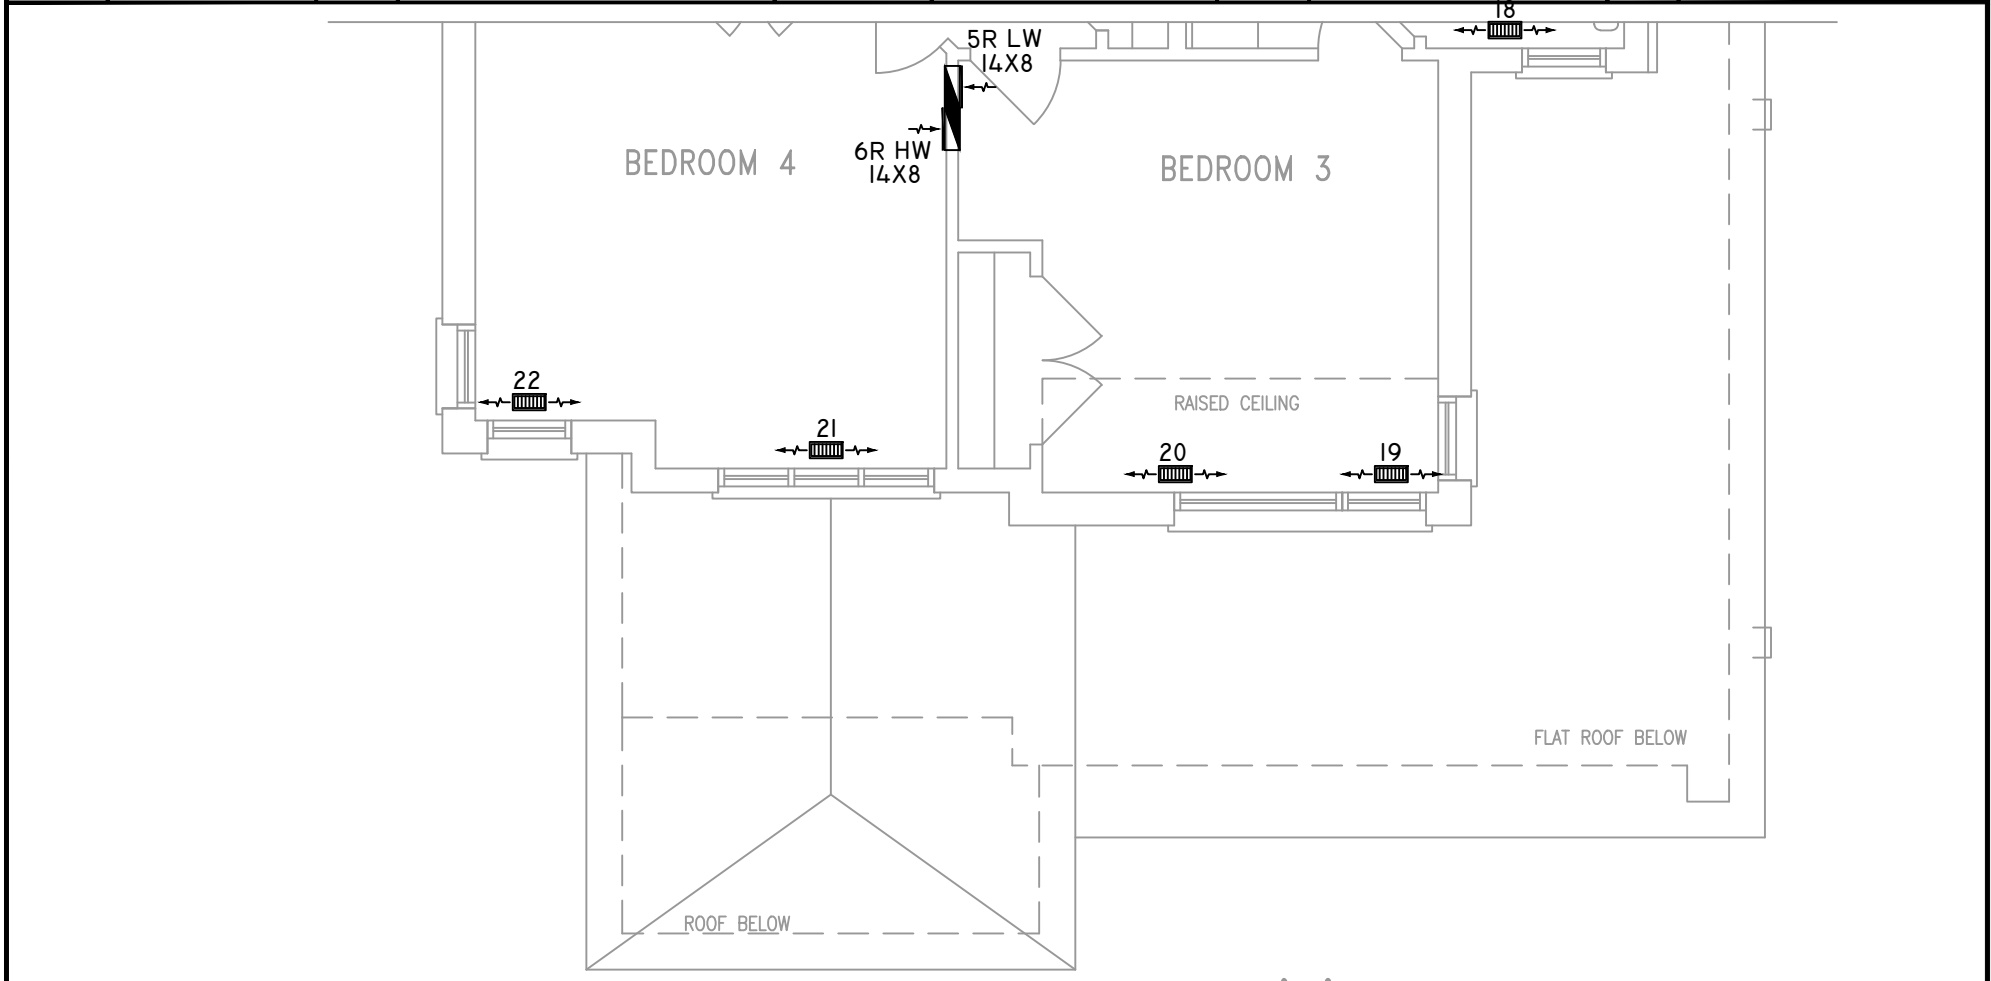 18
5R LW
14X8
BEDROOM 4
6R HW
14X8
BEDROOM 3
22
RAISED CEILING
21
20
19
FLAT ROOF BELOW
ROOF BELOW